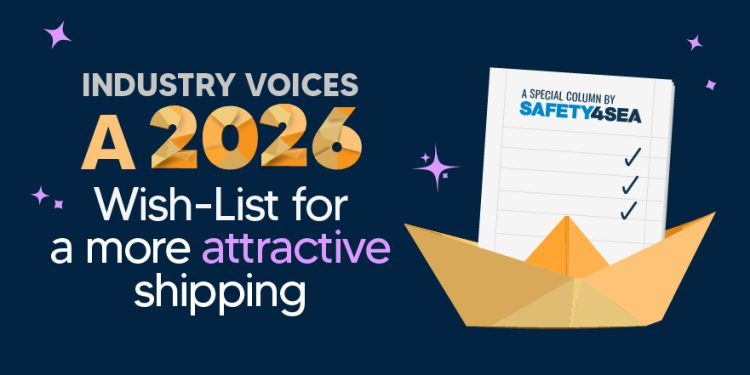 INDUSTRY VOICES
A 2026
Wish-List for
a more attractive
shipping
A SPECIAL COLUMN BY
SAFETY4SEA